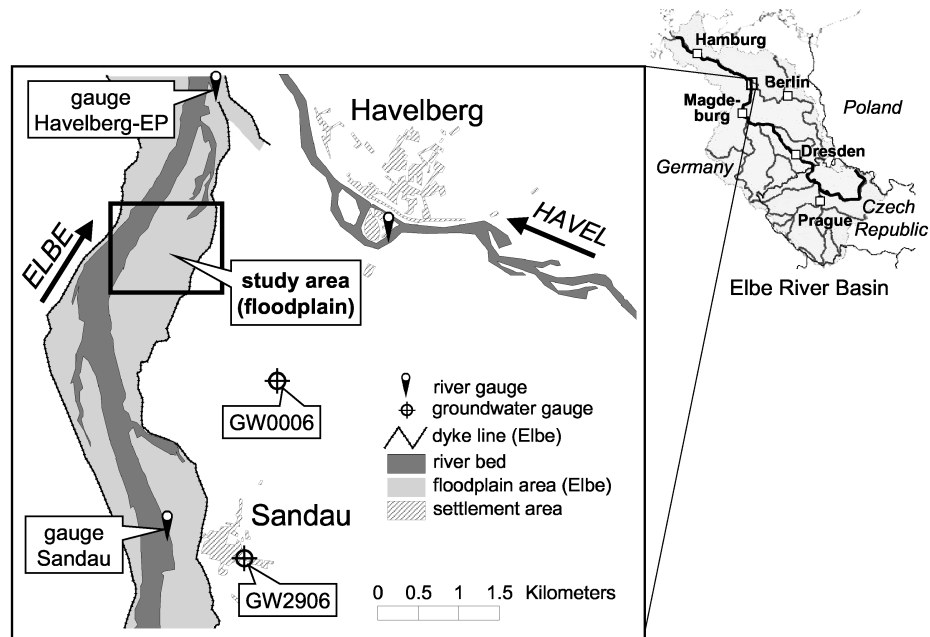 gauge
Havelberg-EP
Havelberg
ELBE
HAVEL
study area
(floodplain)
GW0006
river gauge
groundwater gauge
dyke line (Elbe)
river bed
floodplain area (Elbe)
settlement area
Sandau
gauge
Sandau
GW2906
0 0.5 1 1.5 Kilometers
Hamburg
Berlin
Magde-
burg
Poland
Dresden
Germany
Prague
Czech
Republic
Elbe River Basin